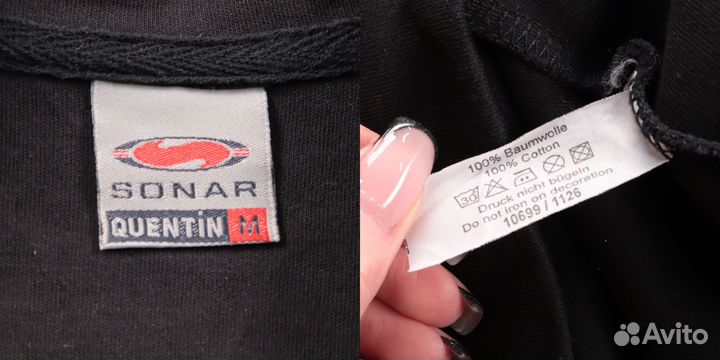 SONAR
QUENTiN M
100% Baumwolle
100% Cotton
30
Druck nicht bügeln
Do not iron on decoration
10699 / 1126
Avito